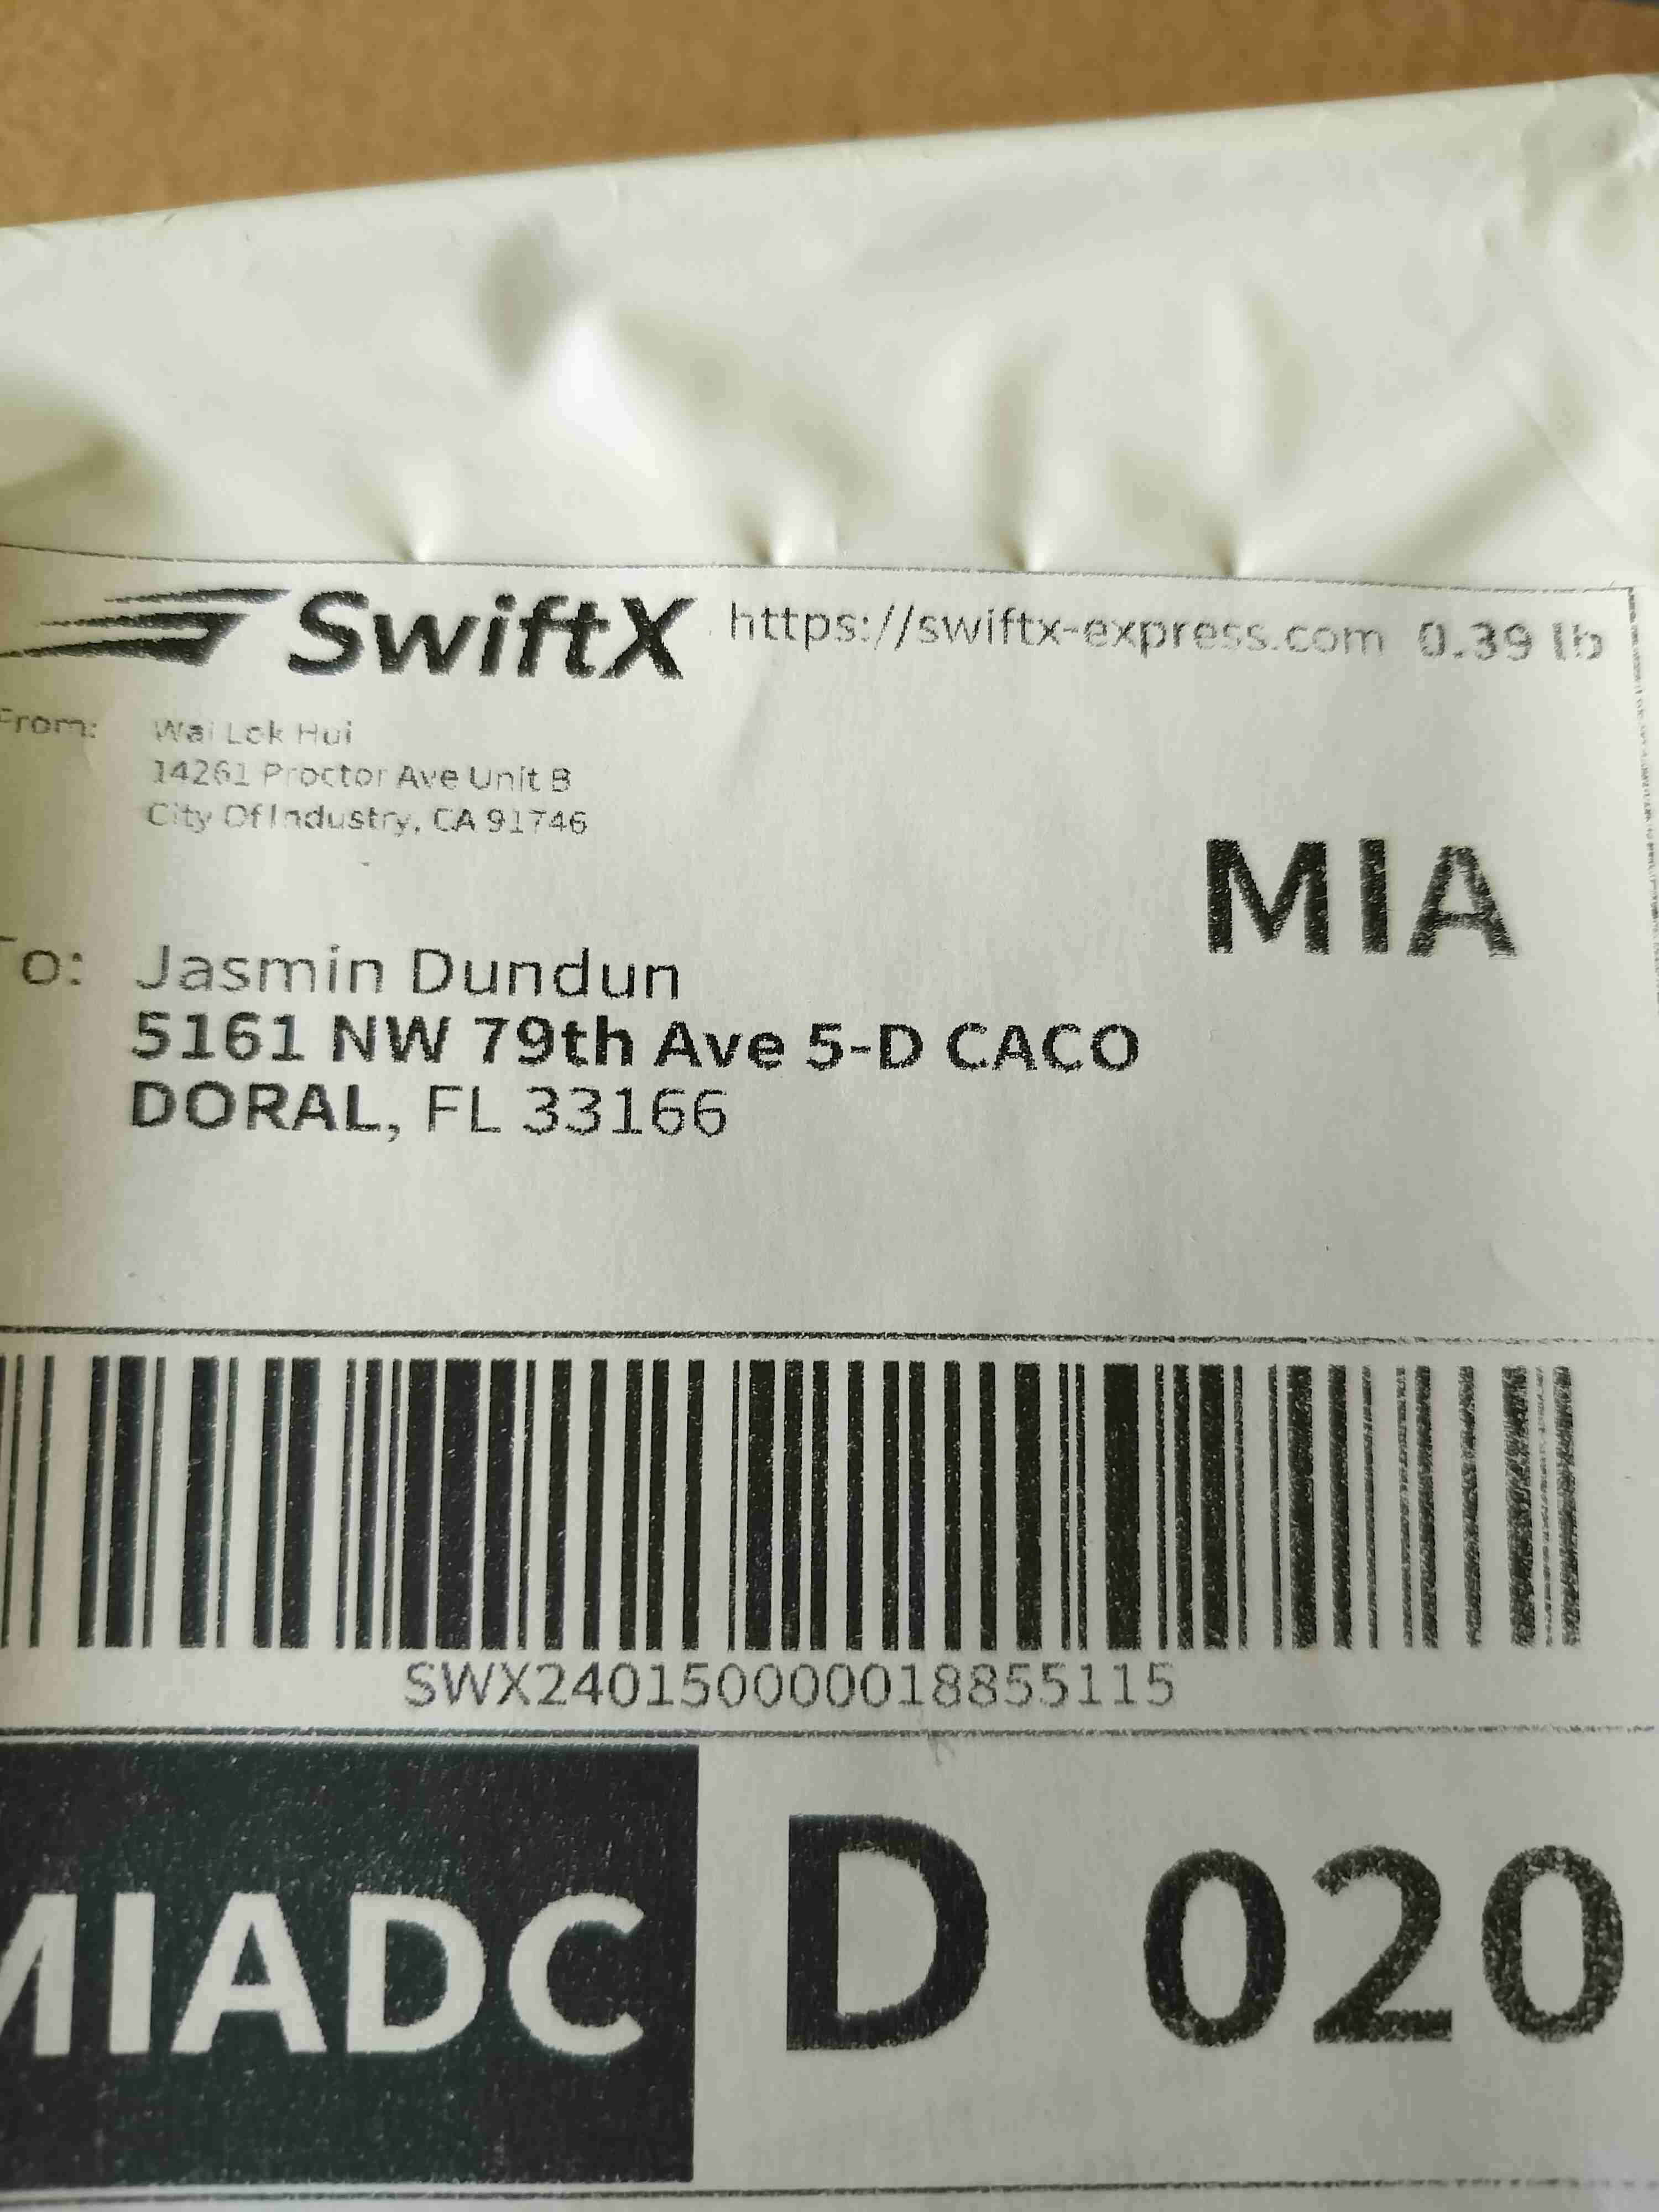 SwiftX https://swiftx-express.com 0.39 lb
From: Wai Lok Hui
14261 Proctor Ave Unit B
City Of Industry, CA 91746
MIA
To: Jasmin Dundun
5161 NW 79th Ave 5-D CACO
DORAL, FL 33166
SWX240150000018855115
MIADC D 020